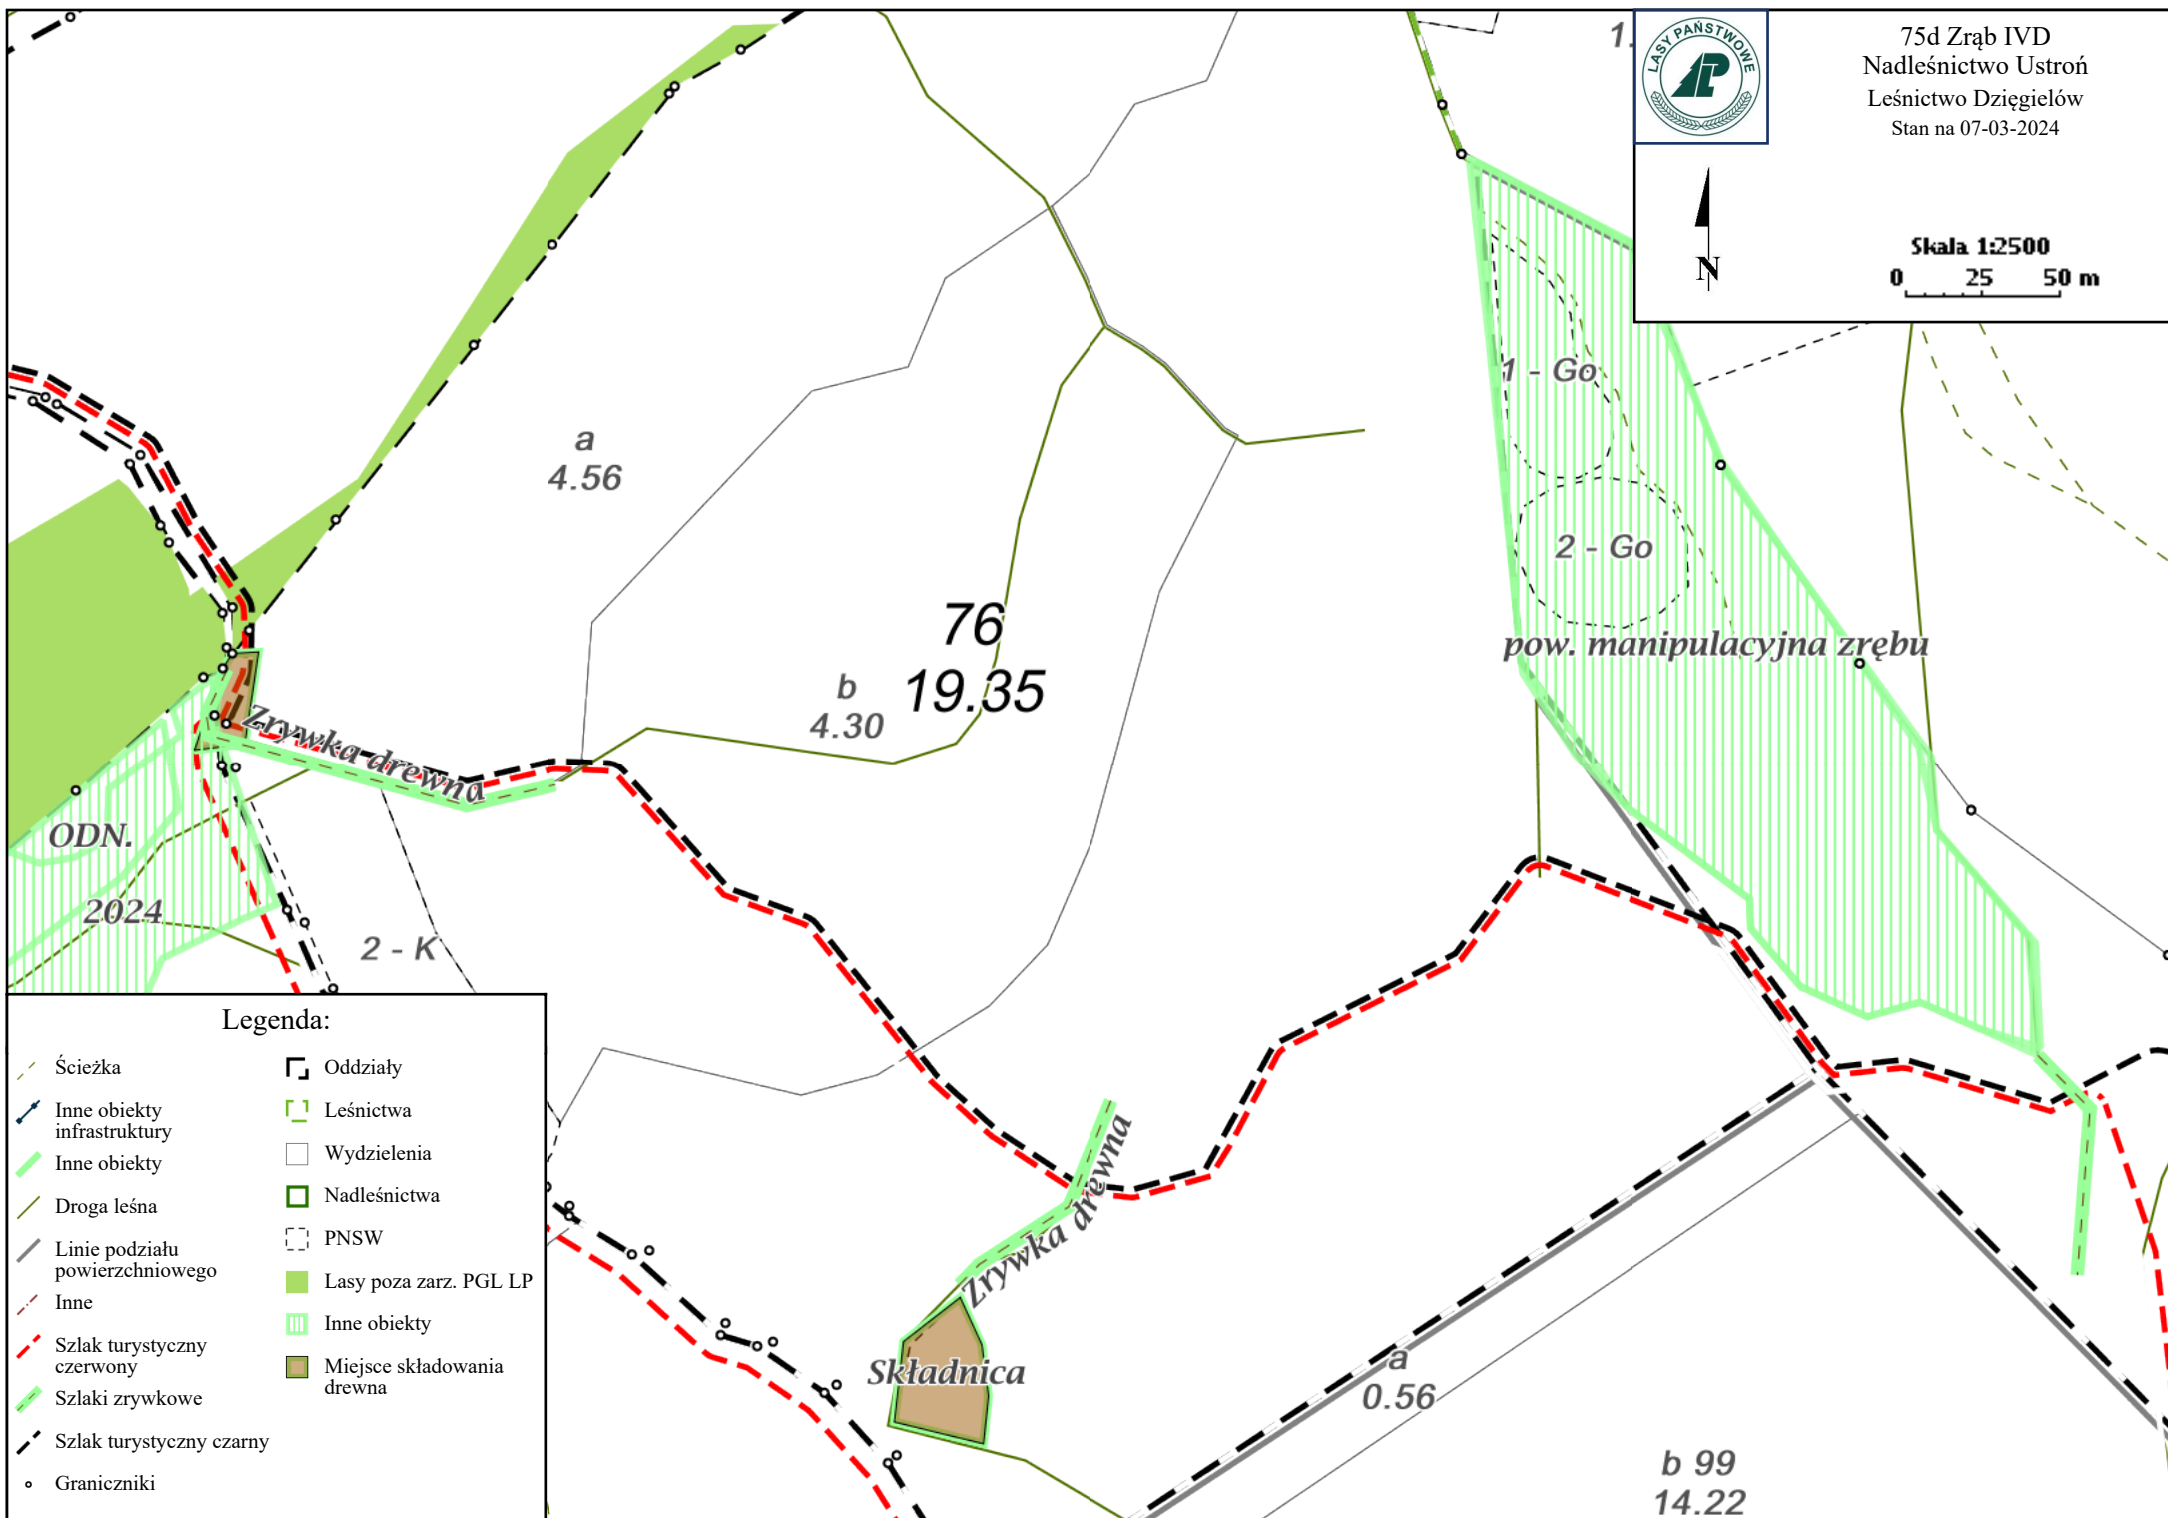 1.
LASY PAŃSTWOWE
75d Zrąb IVD
Nadleśnictwo Ustroń
Leśnictwo Dzięgielów
Stan na 07-03-2024
N
Skala 1:2500
0 25 50 m
1 - Go
a
4.56
2 - Go
76
19.35
pow. manipulacyjna zrębu
b
4.30
Zrywka drewna
ODN.
2024
2 - K
Zrywka drewna
Składnica
a
0.56
b 99
14.22
Legenda:
Ścieżka
Inne obiekty
infrastruktury
Inne obiekty
Droga leśna
Linie podziału
powierzchniowego
Inne
Szlak turystyczny
czerwony
Szlaki zrywkowe
Szlak turystyczny czarny
Graniczniki
Oddziały
Leśnictwa
Wydzielenia
Nadleśnictwa
PNSW
Lasy poza zarz. PGL LP
Inne obiekty
Miejsce składowania
drewna